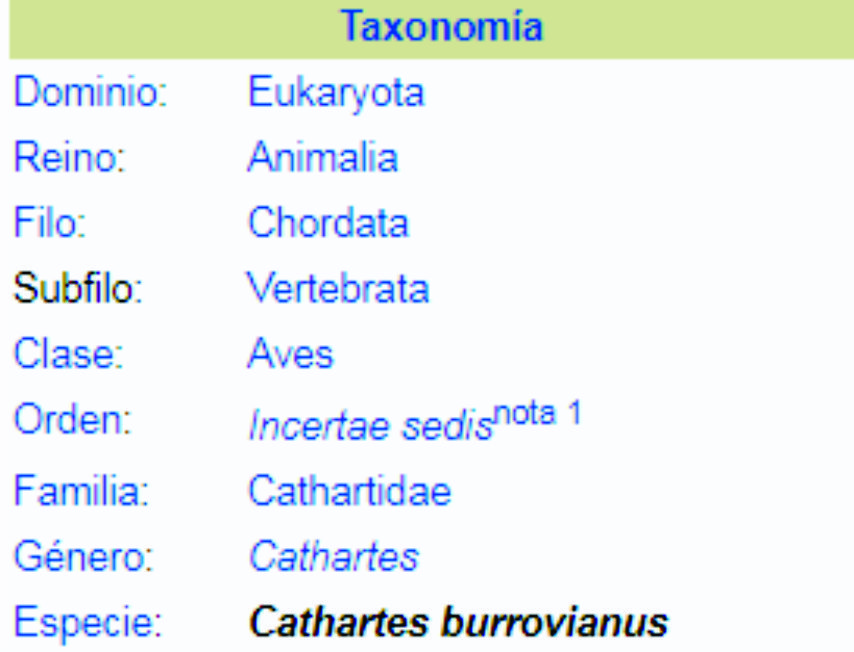 Taxonomía
Dominio: Eukaryota
Reino: Animalia
Filo: Chordata
Subfilo: Vertebrata
Clase: Aves
Orden: Incertae sedis nota 1
Familia: Cathartidae
Género: Cathartes
Especie: Cathartes burrovianus